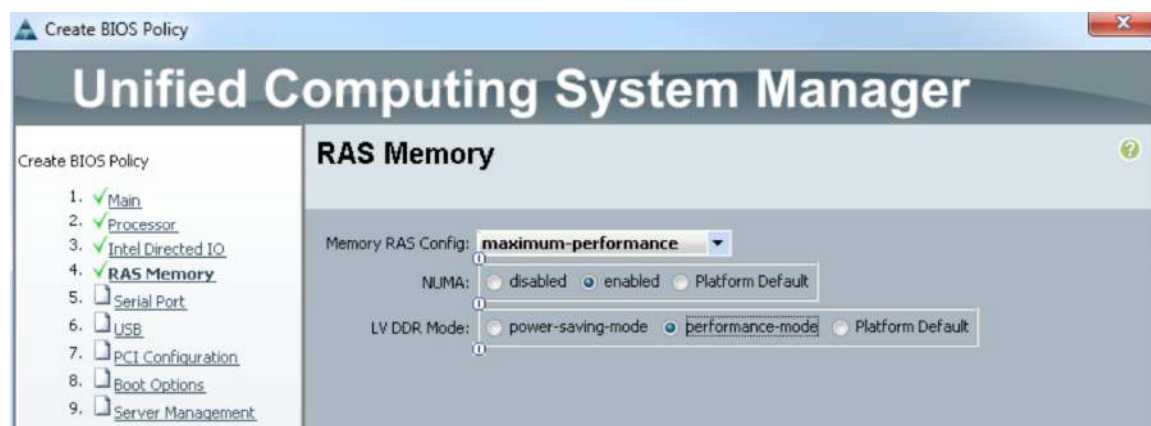 Create BIOS Policy
Unified Computing System Manager
Create BIOS Policy
1. Main
2. Processor
3. Intel Directed IO
4. RAS Memory
5. Serial Port
6. USB
7. PCI Configuration
8. Boot Options
9. Server Management
RAS Memory
Memory RAS Config: maximum-performance
NUMA: disabled enabled Platform Default
LV DDR Mode: power-saving-mode performance-mode Platform Default